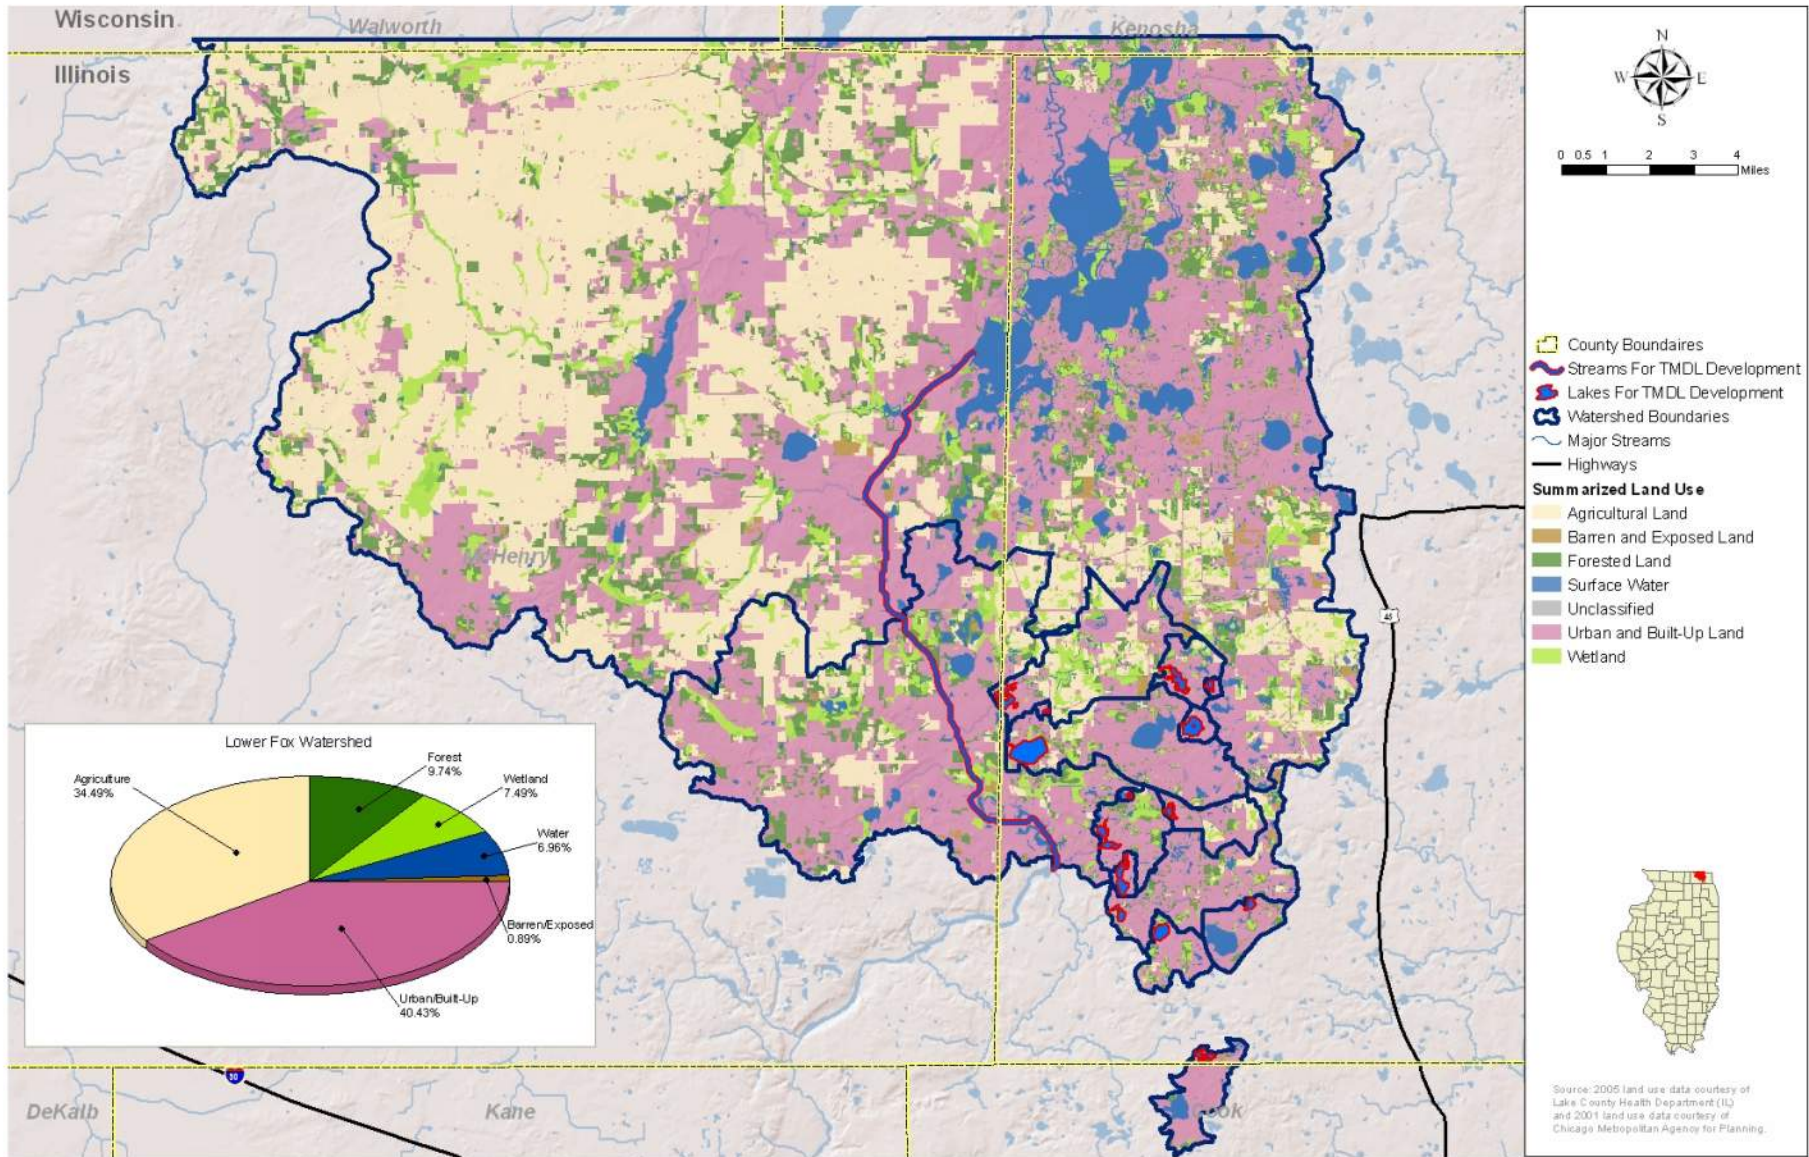 Wisconsin
Walworth
Kenosha
Illinois
McHenry
Lake
DeKalb
Kane
Cook
45
90
Lower Fox Watershed
Agriculture
34.49%
Forest
9.74%
Wetland
7.49%
Water
6.96%
Barren/Exposed
0.89%
Urban/Built-Up
40.43%
N
W
E
S
0 0.5 1 2 3 4
Miles
County Boundaires
Streams For TMDL Development
Lakes For TMDL Development
Watershed Boundaries
Major Streams
Highways
Summarized Land Use
Agricultural Land
Barren and Exposed Land
Forested Land
Surface Water
Unclassified
Urban and Built-Up Land
Wetland
Source: 2005 land use data courtesy of
Lake County Health Department (IL)
and 2001 land use data courtesy of
Chicago Metropolitan Agency for Planning.